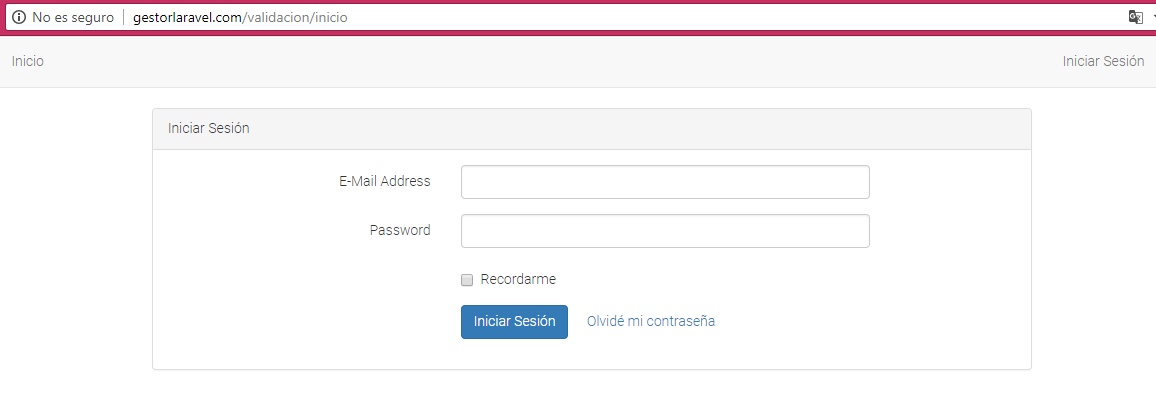 No es seguro gestorlaravel.com/validacion/inicio
Inicio Iniciar Sesión
Iniciar Sesión
E-Mail Address
Password
Recordarme
Iniciar Sesión Olvidé mi contraseña